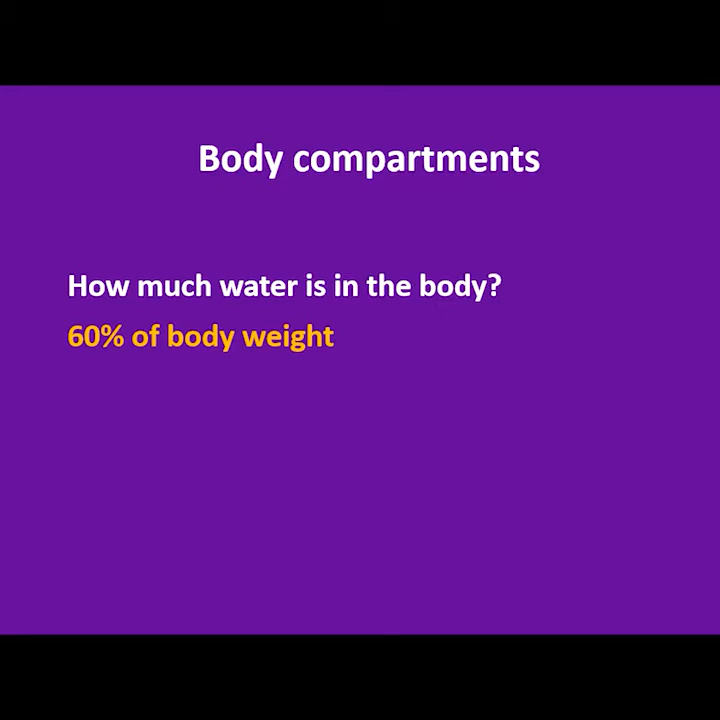 Body compartments
How much water is in the body?
60% of body weight